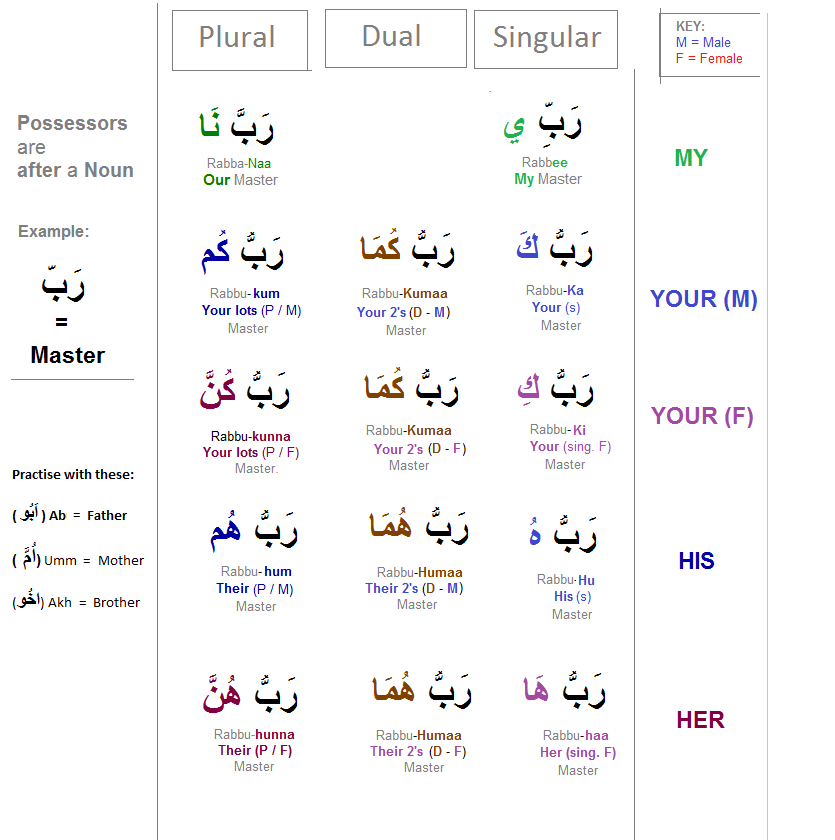 Plural Dual Singular
KEY:
M = Male
F = Female
Possessors
are
after a Noun
Example:
رَبّ
=
Master
Practise with these:
( أَبُو ) Ab = Father
( أُمَّ) Umm = Mother
(اخُو) Akh = Brother
رَبَّ نَا
Rabba-Naa
Our Master
رَبِّ ي
Rabbee
My Master
MY
رَبُّ كُم
Rabbu-kum
Your lots (P / M)
Master
رَبُّ كُمَا
Rabbu-Kumaa
Your 2's (D - M)
Master
رَبُّ كَ
Rabbu-Ka
Your (s)
Master
YOUR (M)
رَبُّ كُنَّ
Rabbu-kunna
Your lots (P / F)
Master.
رَبُّ كُمَا
Rabbu-Kumaa
Your 2's (D - F)
Master
رَبُّ كِ
Rabbu-Ki
Your (sing. F)
Master
YOUR (F)
رَبُّ هُم
Rabbu-hum
Their (P / M)
Master
رَبُّ هُمَا
Rabbu-Humaa
Their 2's (D - M)
Master
رَبُّ هُ
Rabbu-Hu
His (s)
Master
HIS
رَبُّ هُنَّ
Rabbu-hunna
Their (P / F)
Master
رَبُّ هُمَا
Rabbu-Humaa
Their 2's (D - F)
Master
رَبُّ هَا
Rabbu-haa
Her (sing. F)
Master
HER